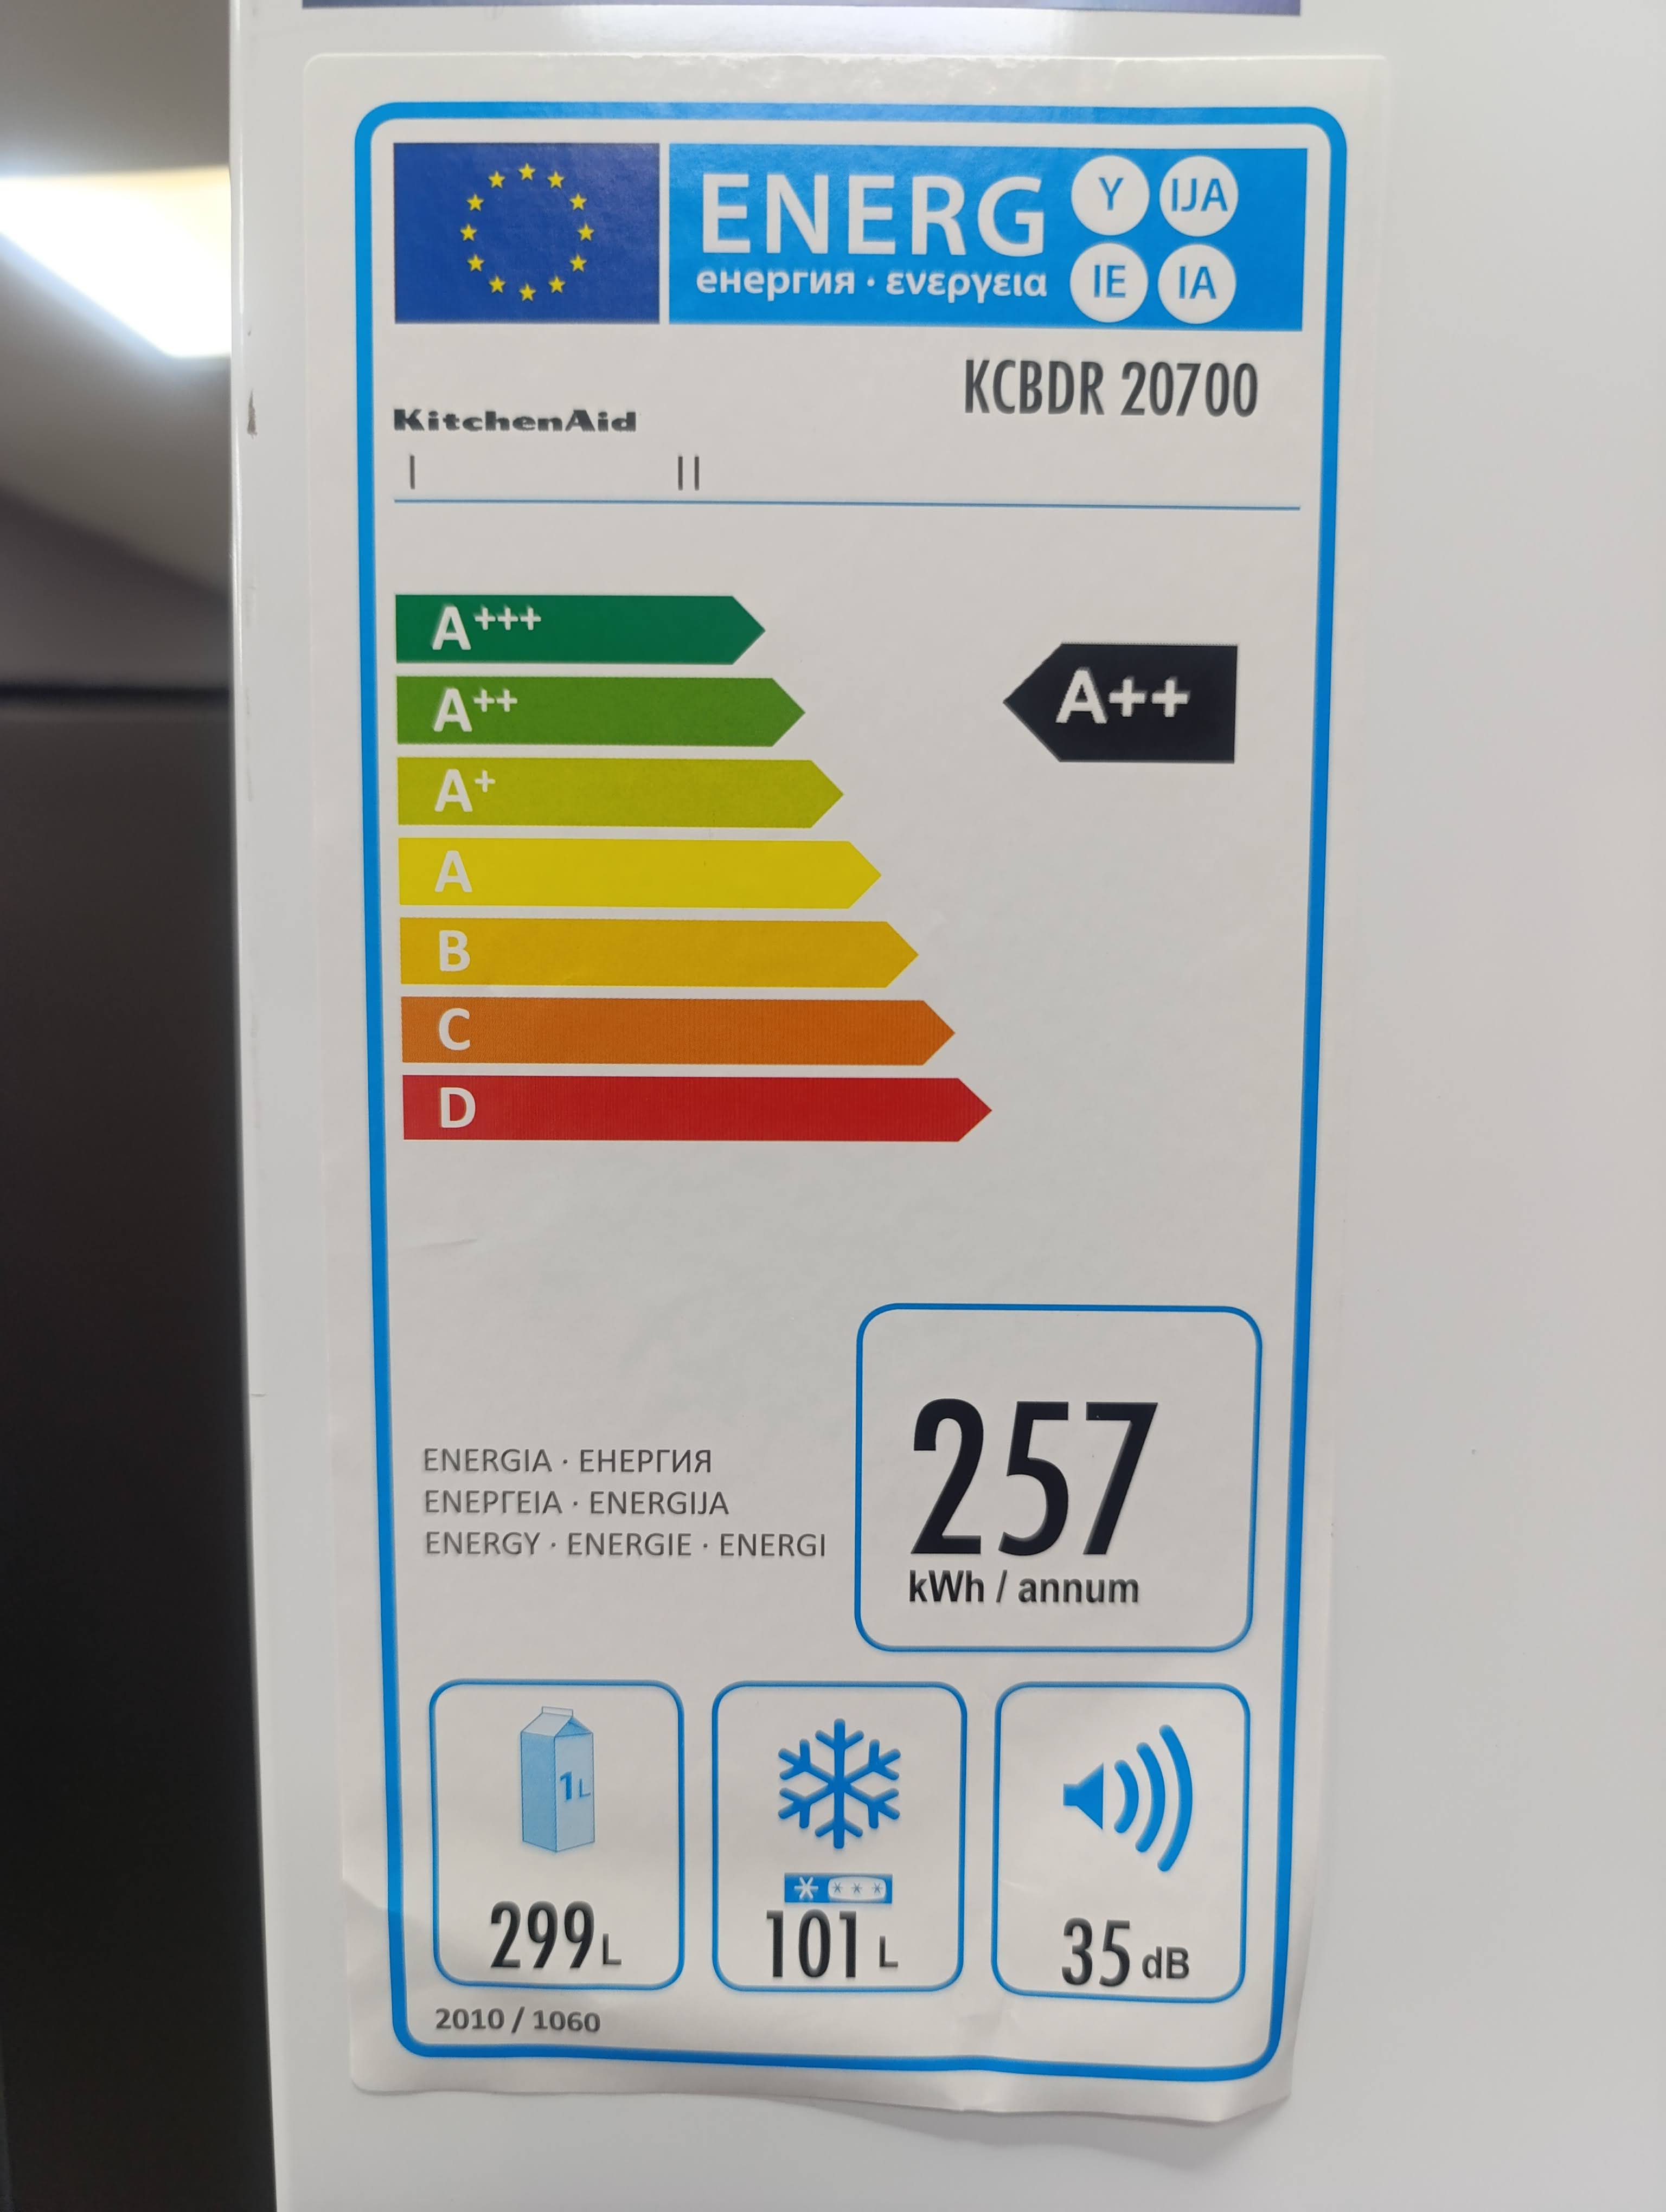 ENERG Y IJA
енергия · ενεργεια IE IA
KCBDR 20700
KitchenAid
I II
A+++
A++
A++
A+
A
B
C
D
257
kWh / annum
ENERGIA · ЕНЕРГИЯ
ΕΝΕΡΓΕΙΑ · ENERGIJA
ENERGY · ENERGIE · ENERGI
1L
299L
101 L
35 dB
2010 / 1060